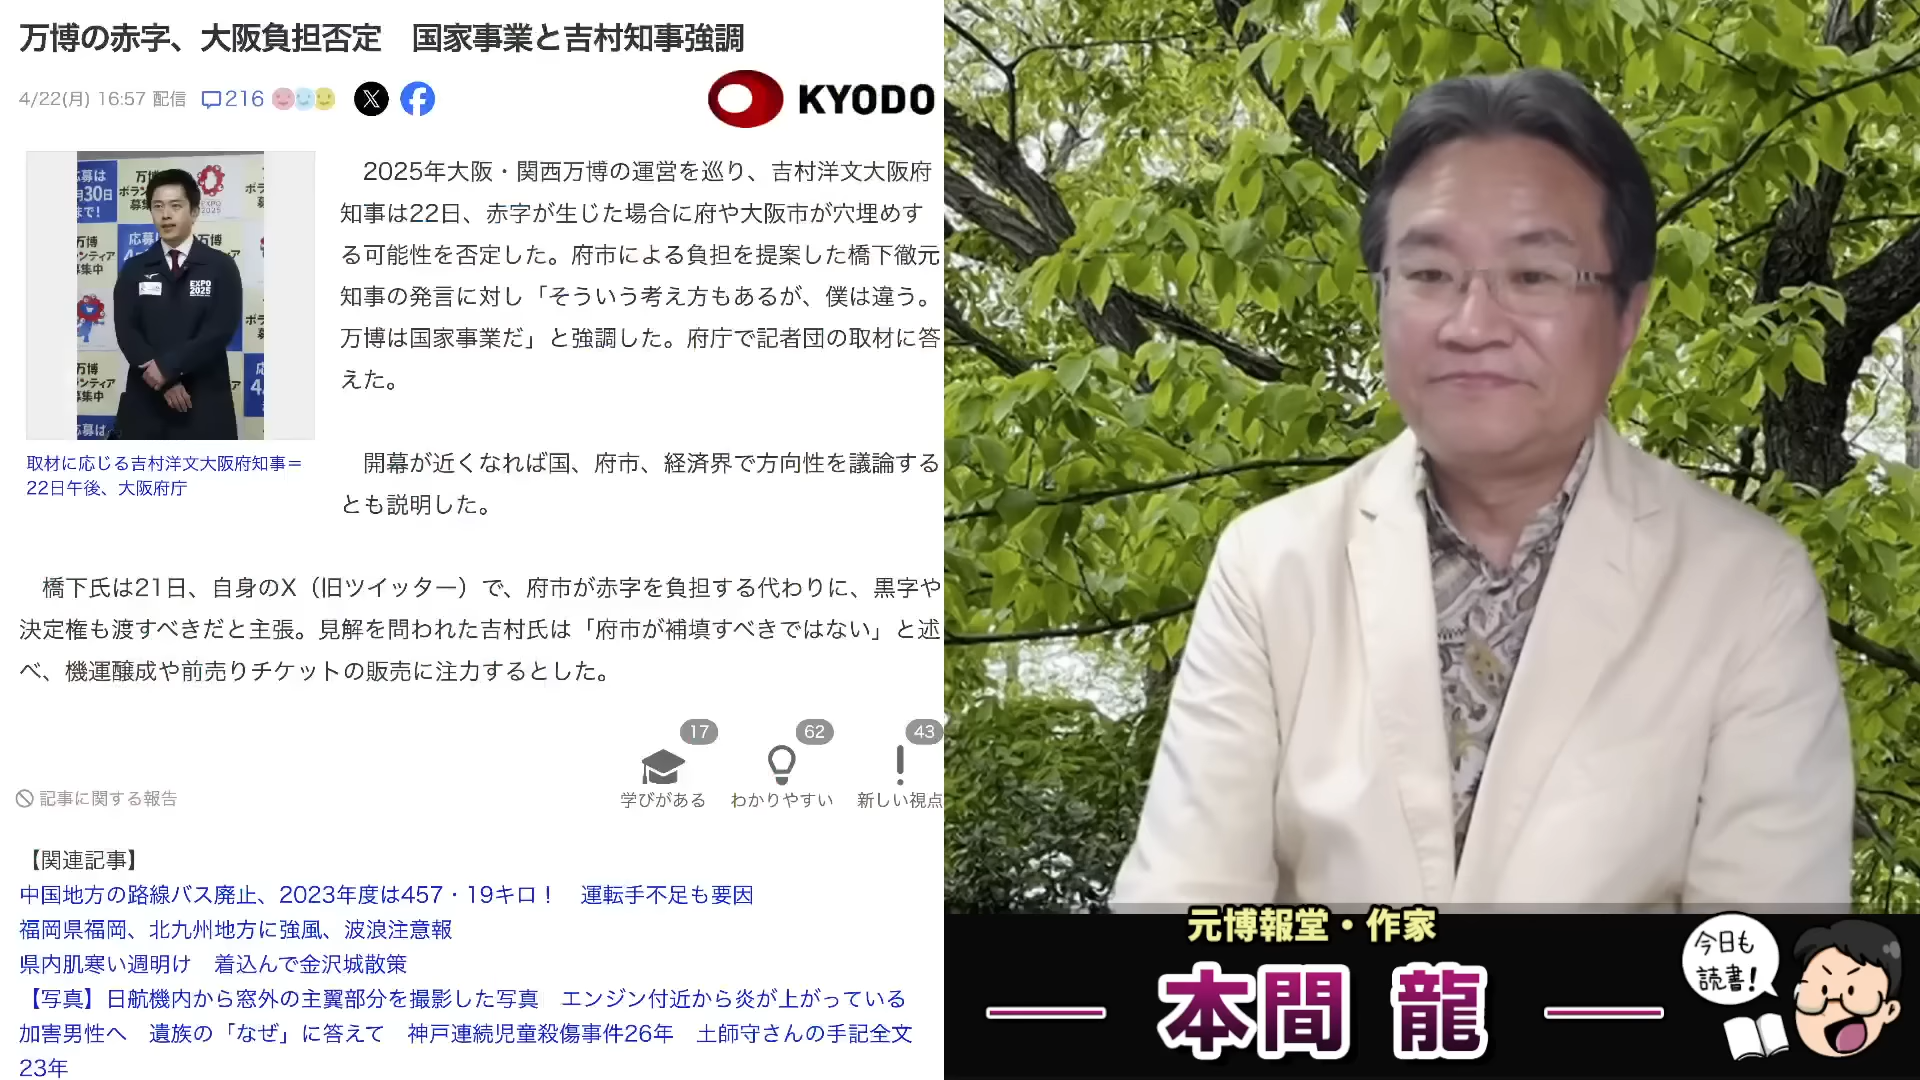 万博の赤字、大阪負担否定　国家事業と吉村知事強調
4/22(月) 16:57 配信
216
KYODO
2025年大阪・関西万博の運営を巡り、吉村洋文大阪府
知事は22日、赤字が生じた場合に府や大阪市が穴埋めす
る可能性を否定した。府市による負担を提案した橋下徹元
知事の発言に対し「そういう考え方もあるが、僕は違う。
万博は国家事業だ」と強調した。府庁で記者団の取材に答
えた。
開幕が近くなれば国、府市、経済界で方向性を議論する
とも説明した。
EXPO
2025
取材に応じる吉村洋文大阪府知事＝
22日午後、大阪府庁
橋下氏は21日、自身のX（旧ツイッター）で、府市が赤字を負担する代わりに、黒字や
決定権も渡すべきだと主張。見解を問われた吉村氏は「府市が補填すべきではない」と述
べ、機運醸成や前売りチケットの販売に注力するとした。
17
62
43
学びがある
わかりやすい
新しい視点
記事に関する報告
【関連記事】
中国地方の路線バス廃止、2023年度は457・19キロ！　運転手不足も要因
福岡県福岡、北九州地方に強風、波浪注意報
県内肌寒い週明け　着込んで金沢城散策
【写真】日航機内から窓外の主翼部分を撮影した写真　エンジン付近から炎が上がっている
加害男性へ　遺族の「なぜ」に答えて　神戸連続児童殺傷事件26年　土師守さんの手記全文
23年
元博報堂・作家
本間 龍
今日も
読書!